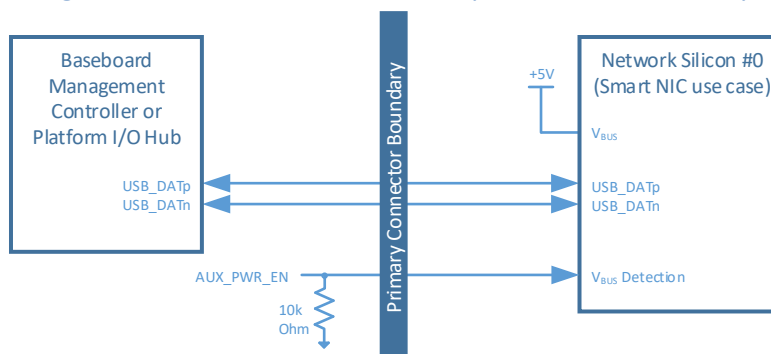 Baseboard
Management
Controller or
Platform I/O Hub
USB_DATp
USB_DATn
AUX_PWR_EN
10k
Ohm
Primary Connector Boundary
Network Silicon #0
(Smart NIC use case)
+5V
VBUS
USB_DATp
USB_DATn
VBUS Detection